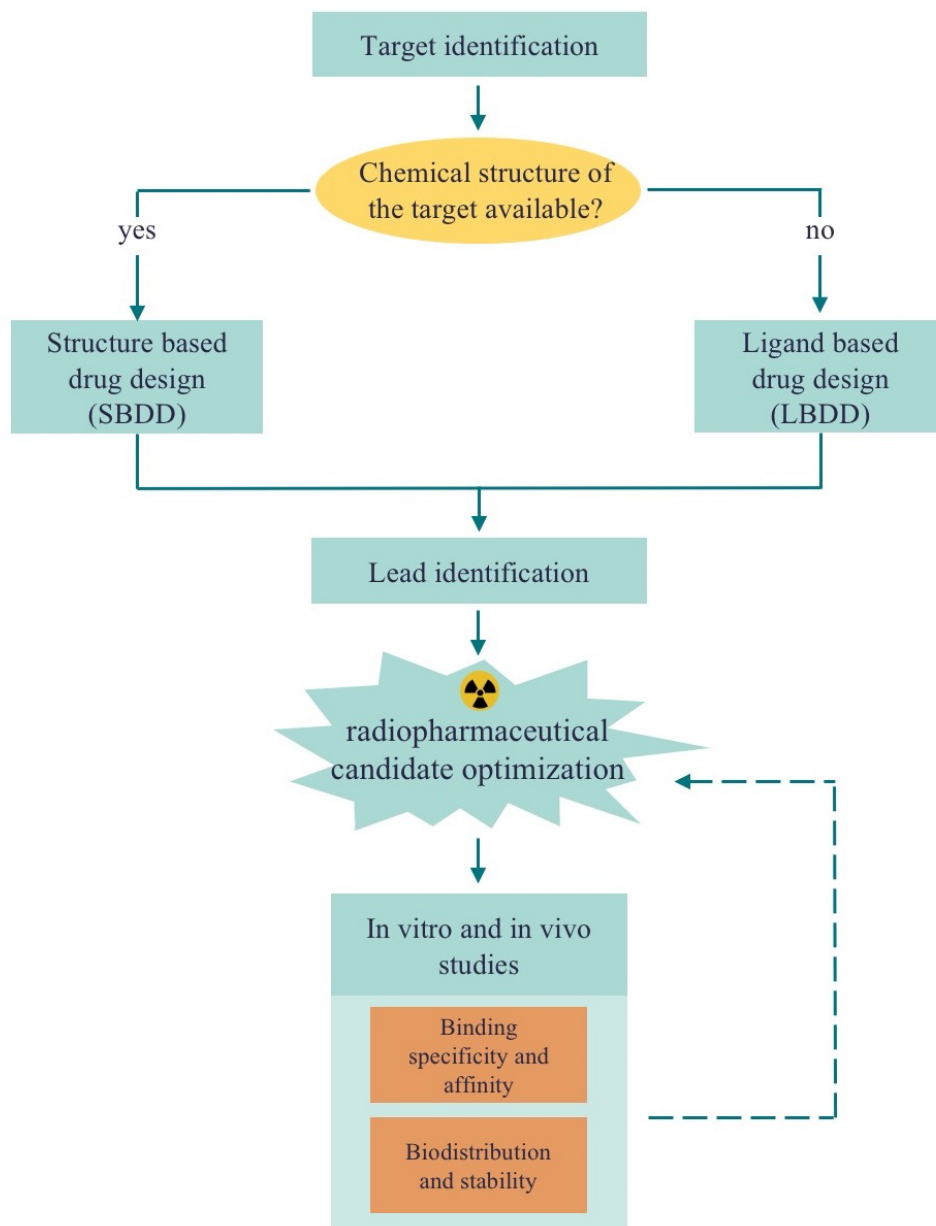 Target identification
Chemical structure of
the target available?
yes
no
Structure based
drug design
(SBDD)
Ligand based
drug design
(LBDD)
Lead identification
radiopharmaceutical
candidate optimization
In vitro and in vivo
studies
Binding
specificity and
affinity
Biodistribution
and stability